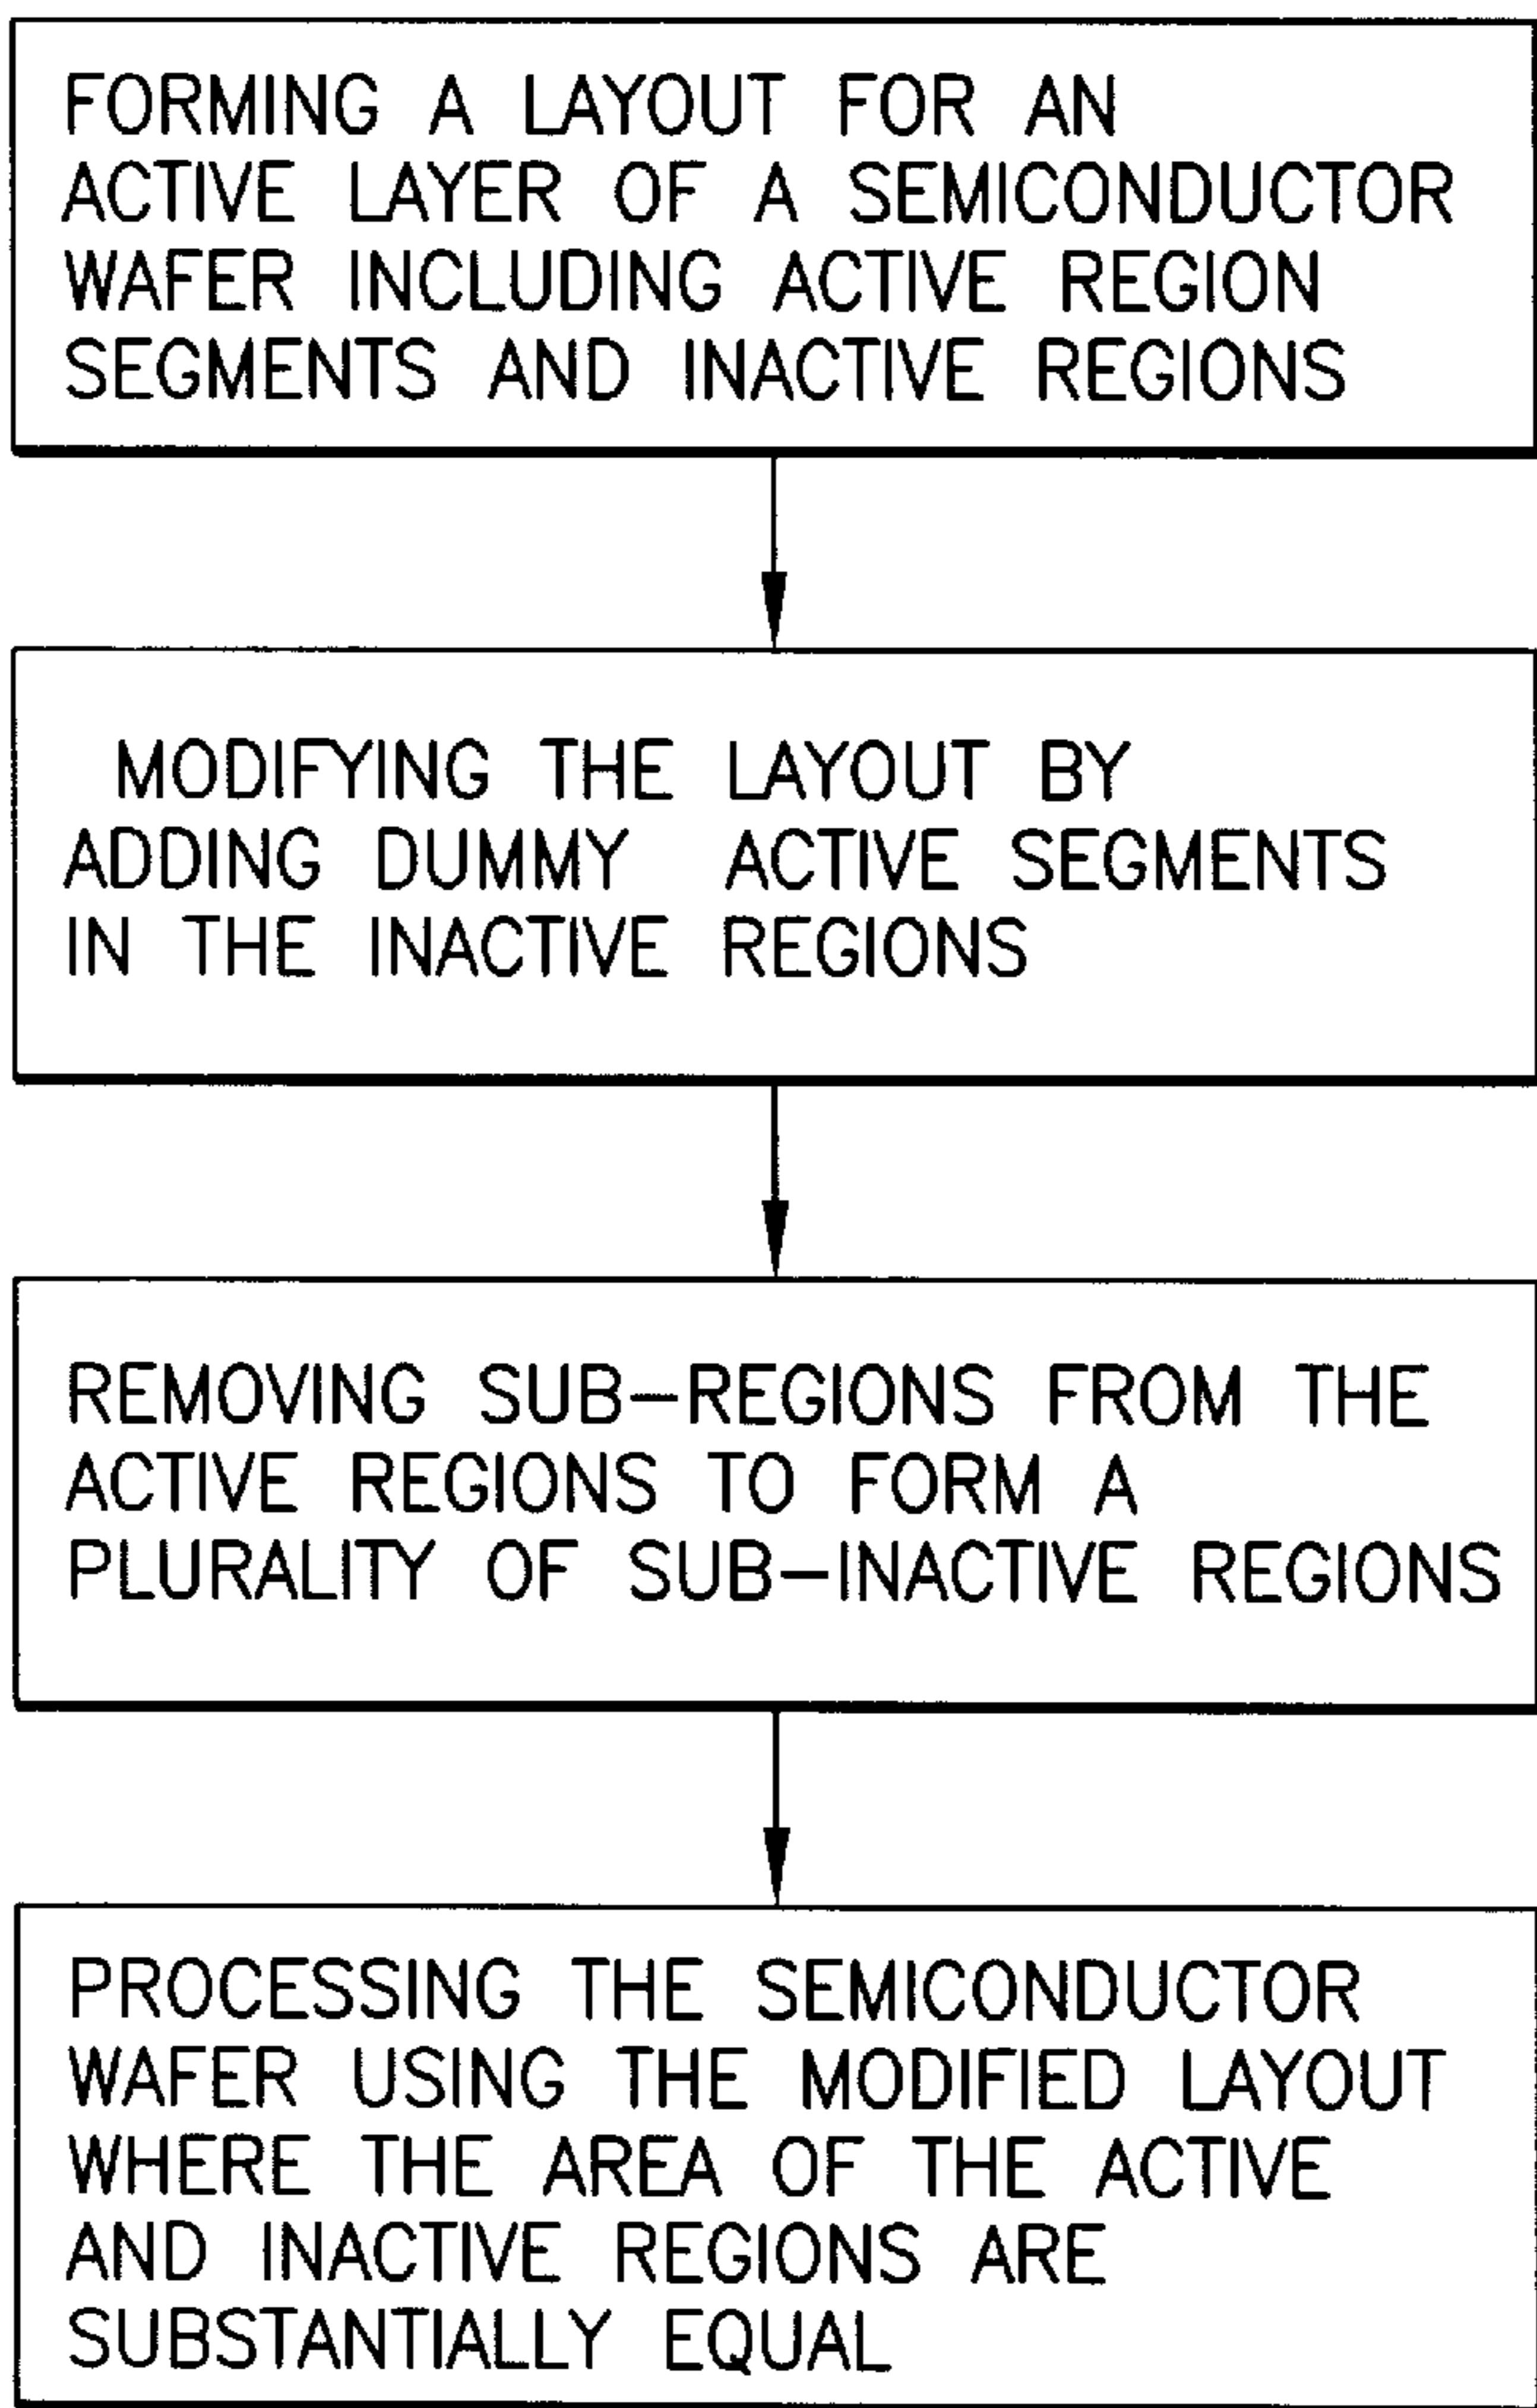 FORMING A LAYOUT FOR AN
ACTIVE LAYER OF A SEMICONDUCTOR
WAFER INCLUDING ACTIVE REGION
SEGMENTS AND INACTIVE REGIONS
MODIFYING THE LAYOUT BY
ADDING DUMMY ACTIVE SEGMENTS
IN THE INACTIVE REGIONS
REMOVING SUB-REGIONS FROM THE
ACTIVE REGIONS TO FORM A
PLURALITY OF SUB-INACTIVE REGIONS
PROCESSING THE SEMICONDUCTOR
WAFER USING THE MODIFIED LAYOUT
WHERE THE AREA OF THE ACTIVE
AND INACTIVE REGIONS ARE
SUBSTANTIALLY EQUAL